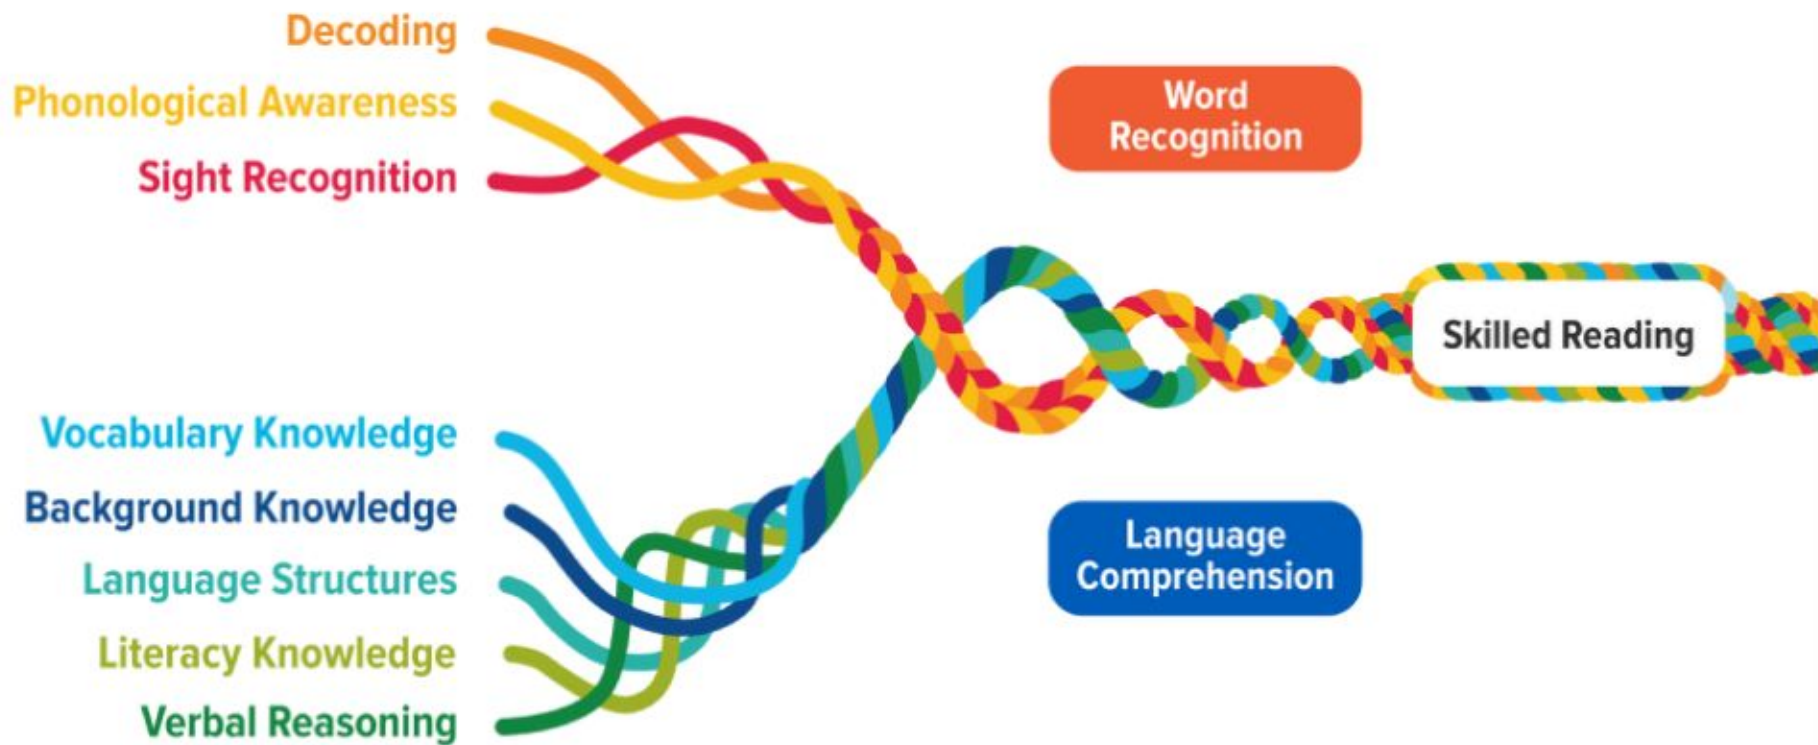 Decoding
Phonological Awareness
Sight Recognition
Word
Recognition
Skilled Reading
Vocabulary Knowledge
Background Knowledge
Language Structures
Literacy Knowledge
Verbal Reasoning
Language
Comprehension